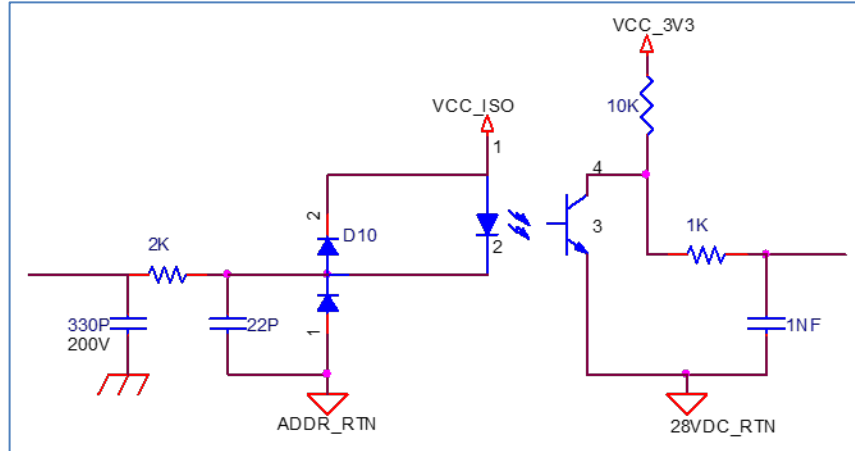 VCC_3V3
10K
VCC_ISO
1
4
2
D10
3
1K
2K
2
330P
200V
22P
1
1NF
ADDR_RTN
28VDC_RTN